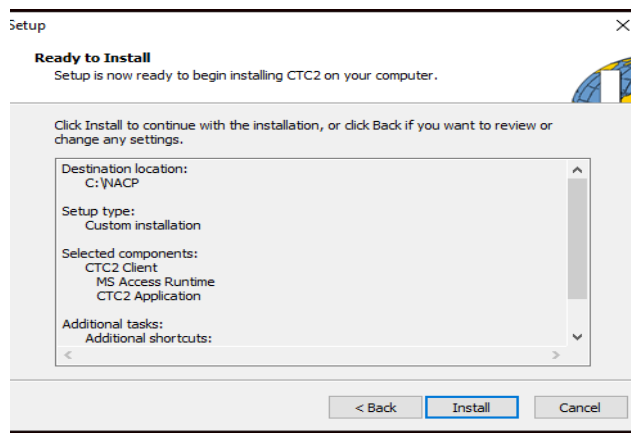 Setup
Ready to Install
Setup is now ready to begin installing CTC2 on your computer.
Click Install to continue with the installation, or click Back if you want to review or
change any settings.
Destination location:
C:\NACP
Setup type:
Custom installation
Selected components:
CTC2 Client
MS Access Runtime
CTC2 Application
Additional tasks:
Additional shortcuts:
< Back
Install
Cancel